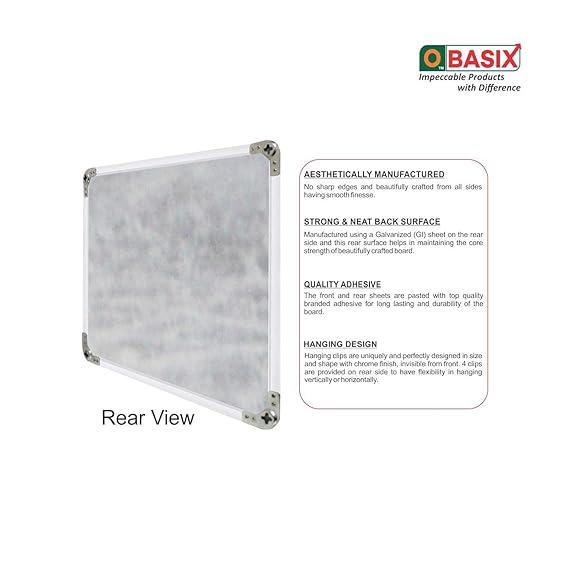 OBASIX
TM
Impeccable Products
with Difference
AESTHETICALLY MANUFACTURED
No sharp edges and beautifully crafted from all sides
having smooth finesse.
STRONG & NEAT BACK SURFACE
Manufactured using a Galvanized (GI) sheet on the rear
side and this rear surface helps in maintaining the core
strength of beautifully crafted board.
QUALITY ADHESIVE
The front and rear sheets are pasted with top quality
branded adhesive for long lasting and durability of the
board.
HANGING DESIGN
Hanging clips are uniquely and perfectly designed in size
and shape with chrome finish, invisible from front. 4 clips
are provided on rear side to have flexibility in hanging
vertically or horizontally.
Rear View